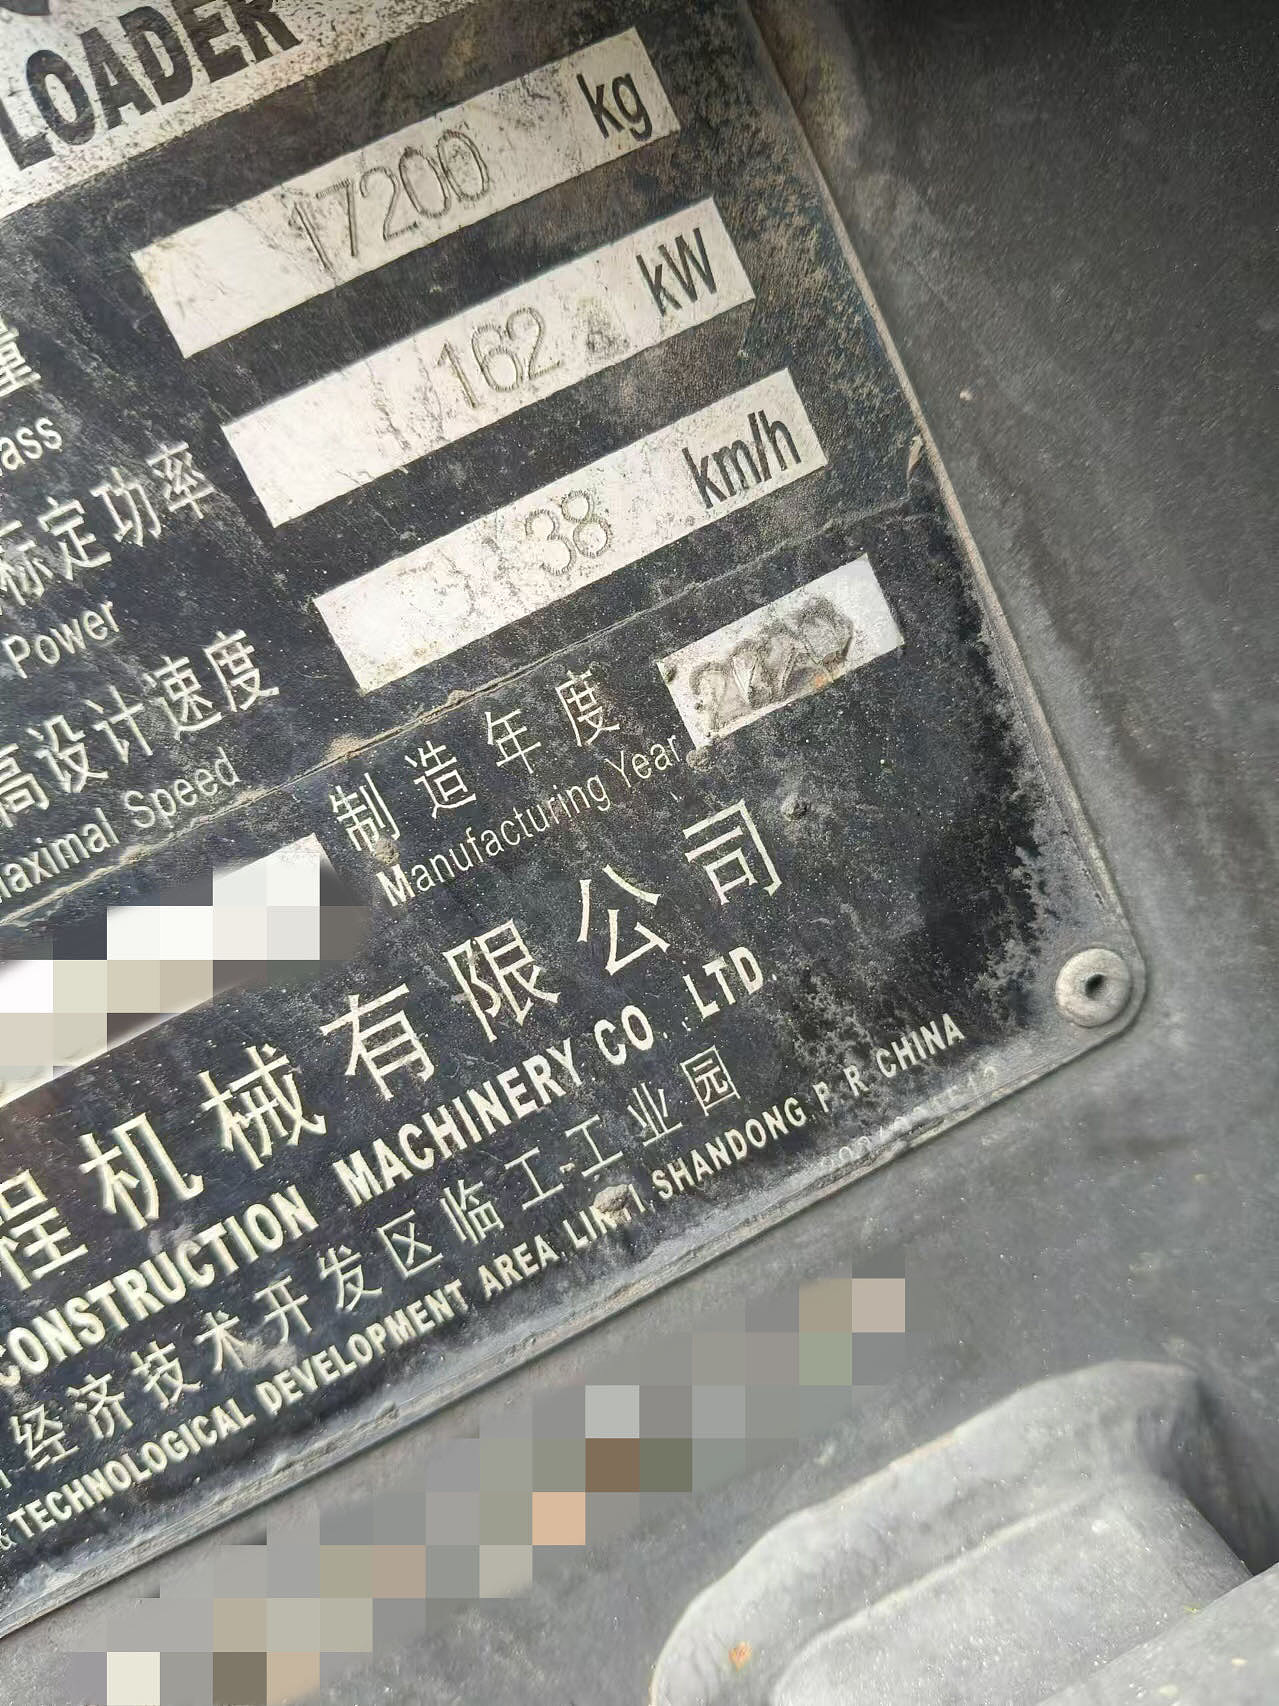 LOADER
17200 kg
量
ass
162 kW
标定功率
Power
38 km/h
高设计速度
Maximal Speed
制造年度
Manufacturing Year
程机械有限公司
CONSTRUCTION MACHINERY CO., LTD.
经济技术开发区临工工业园
&TECHNOLOGICAL DEVELOPMENT AREA, LINYI, SHANDONG P. R. CHINA